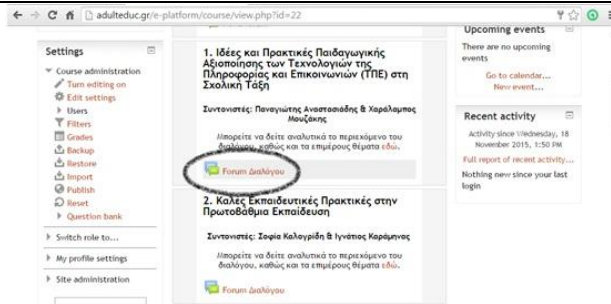 adulteduc.gr/e-platform/course/view.php?id=22
Settings
Course administration
Turn editing on
Edit settings
Users
Filters
Grades
Backup
Restore
Import
Publish
Reset
Question bank
Switch role to...
My profile settings
Site administration
1. Ιδέες και Πρακτικές Παιδαγωγικής
Αξιοποίησης των Τεχνολογιών της
Πληροφορίας και Επικοινωνιών (ΤΠΕ) στη
Σχολική Τάξη
Συντονιστές: Παναγιώτης Αναστασιάδης & Χαράλαμπος
Μουζάκης
Μπορείτε να δείτε αναλυτικά το περιεχόμενο του
διαλόγου, καθώς και τα επιμέρους θέματα εδώ.
Forum Διαλόγου
2. Καλές Εκπαιδευτικές Πρακτικές στην
Πρωτοβάθμια Εκπαίδευση
Συντονιστές: Σοφία Καλογρίδη & Ιγνάτιος Καράμηνας
Μπορείτε να δείτε αναλυτικά το περιεχόμενο του
διαλόγου, καθώς και τα επιμέρους θέματα εδώ.
Forum Διαλόγου
Upcoming events
There are no upcoming
events
Go to calendar...
New event...
Recent activity
Activity since Wednesday, 18
November 2015, 1:50 PM
Full report of recent activity...
Nothing new since your last
login